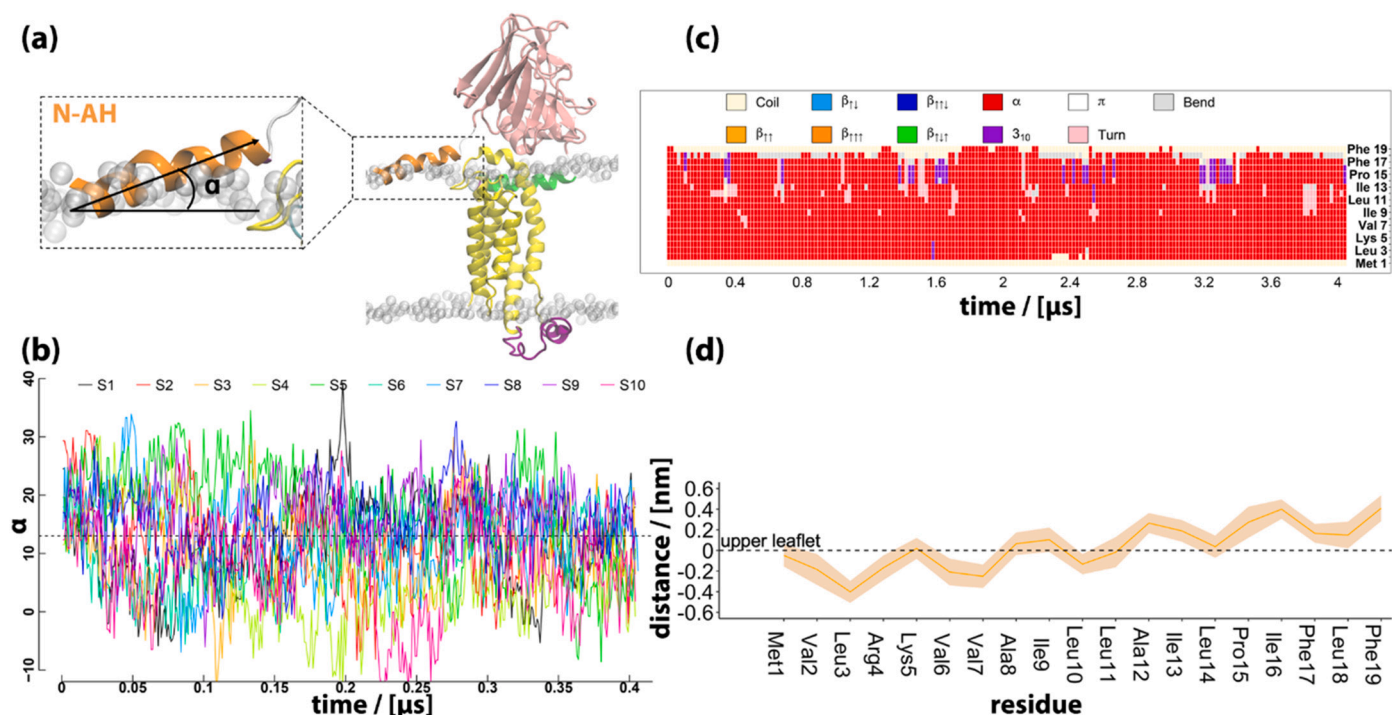 (a)
N-AH
α
(c)
Coil β↑↓ β↑↑↓ α π Bend
β↑↑ β↑↑↑ β↑↓↑ 3₁₀ Turn
Phe 19
Phe 17
Pro 15
Ile 13
Leu 11
Ile 9
Val 7
Lys 5
Leu 3
Met 1
0 0.4 0.8 1.2 1.6 2 2.4 2.8 3.2 3.6 4
time / [μs]
(b)
S1 S2 S3 S4 S5 S6 S7 S8 S9 S10
40
30
20
10
0
-10
α
0 0.05 0.1 0.15 0.2 0.25 0.3 0.35 0.4
time / [μs]
(d)
distance / [nm]
0.6
0.4
0.2
0
-0.2
-0.4
-0.6
upper leaflet
Met1 Val2 Leu3 Arg4 Lys5 Val6 Val7 Ala8 Ile9 Leu10 Leu11 Ala12 Ile13 Leu14 Pro15 Ile16 Phe17 Leu18 Phe19
residue